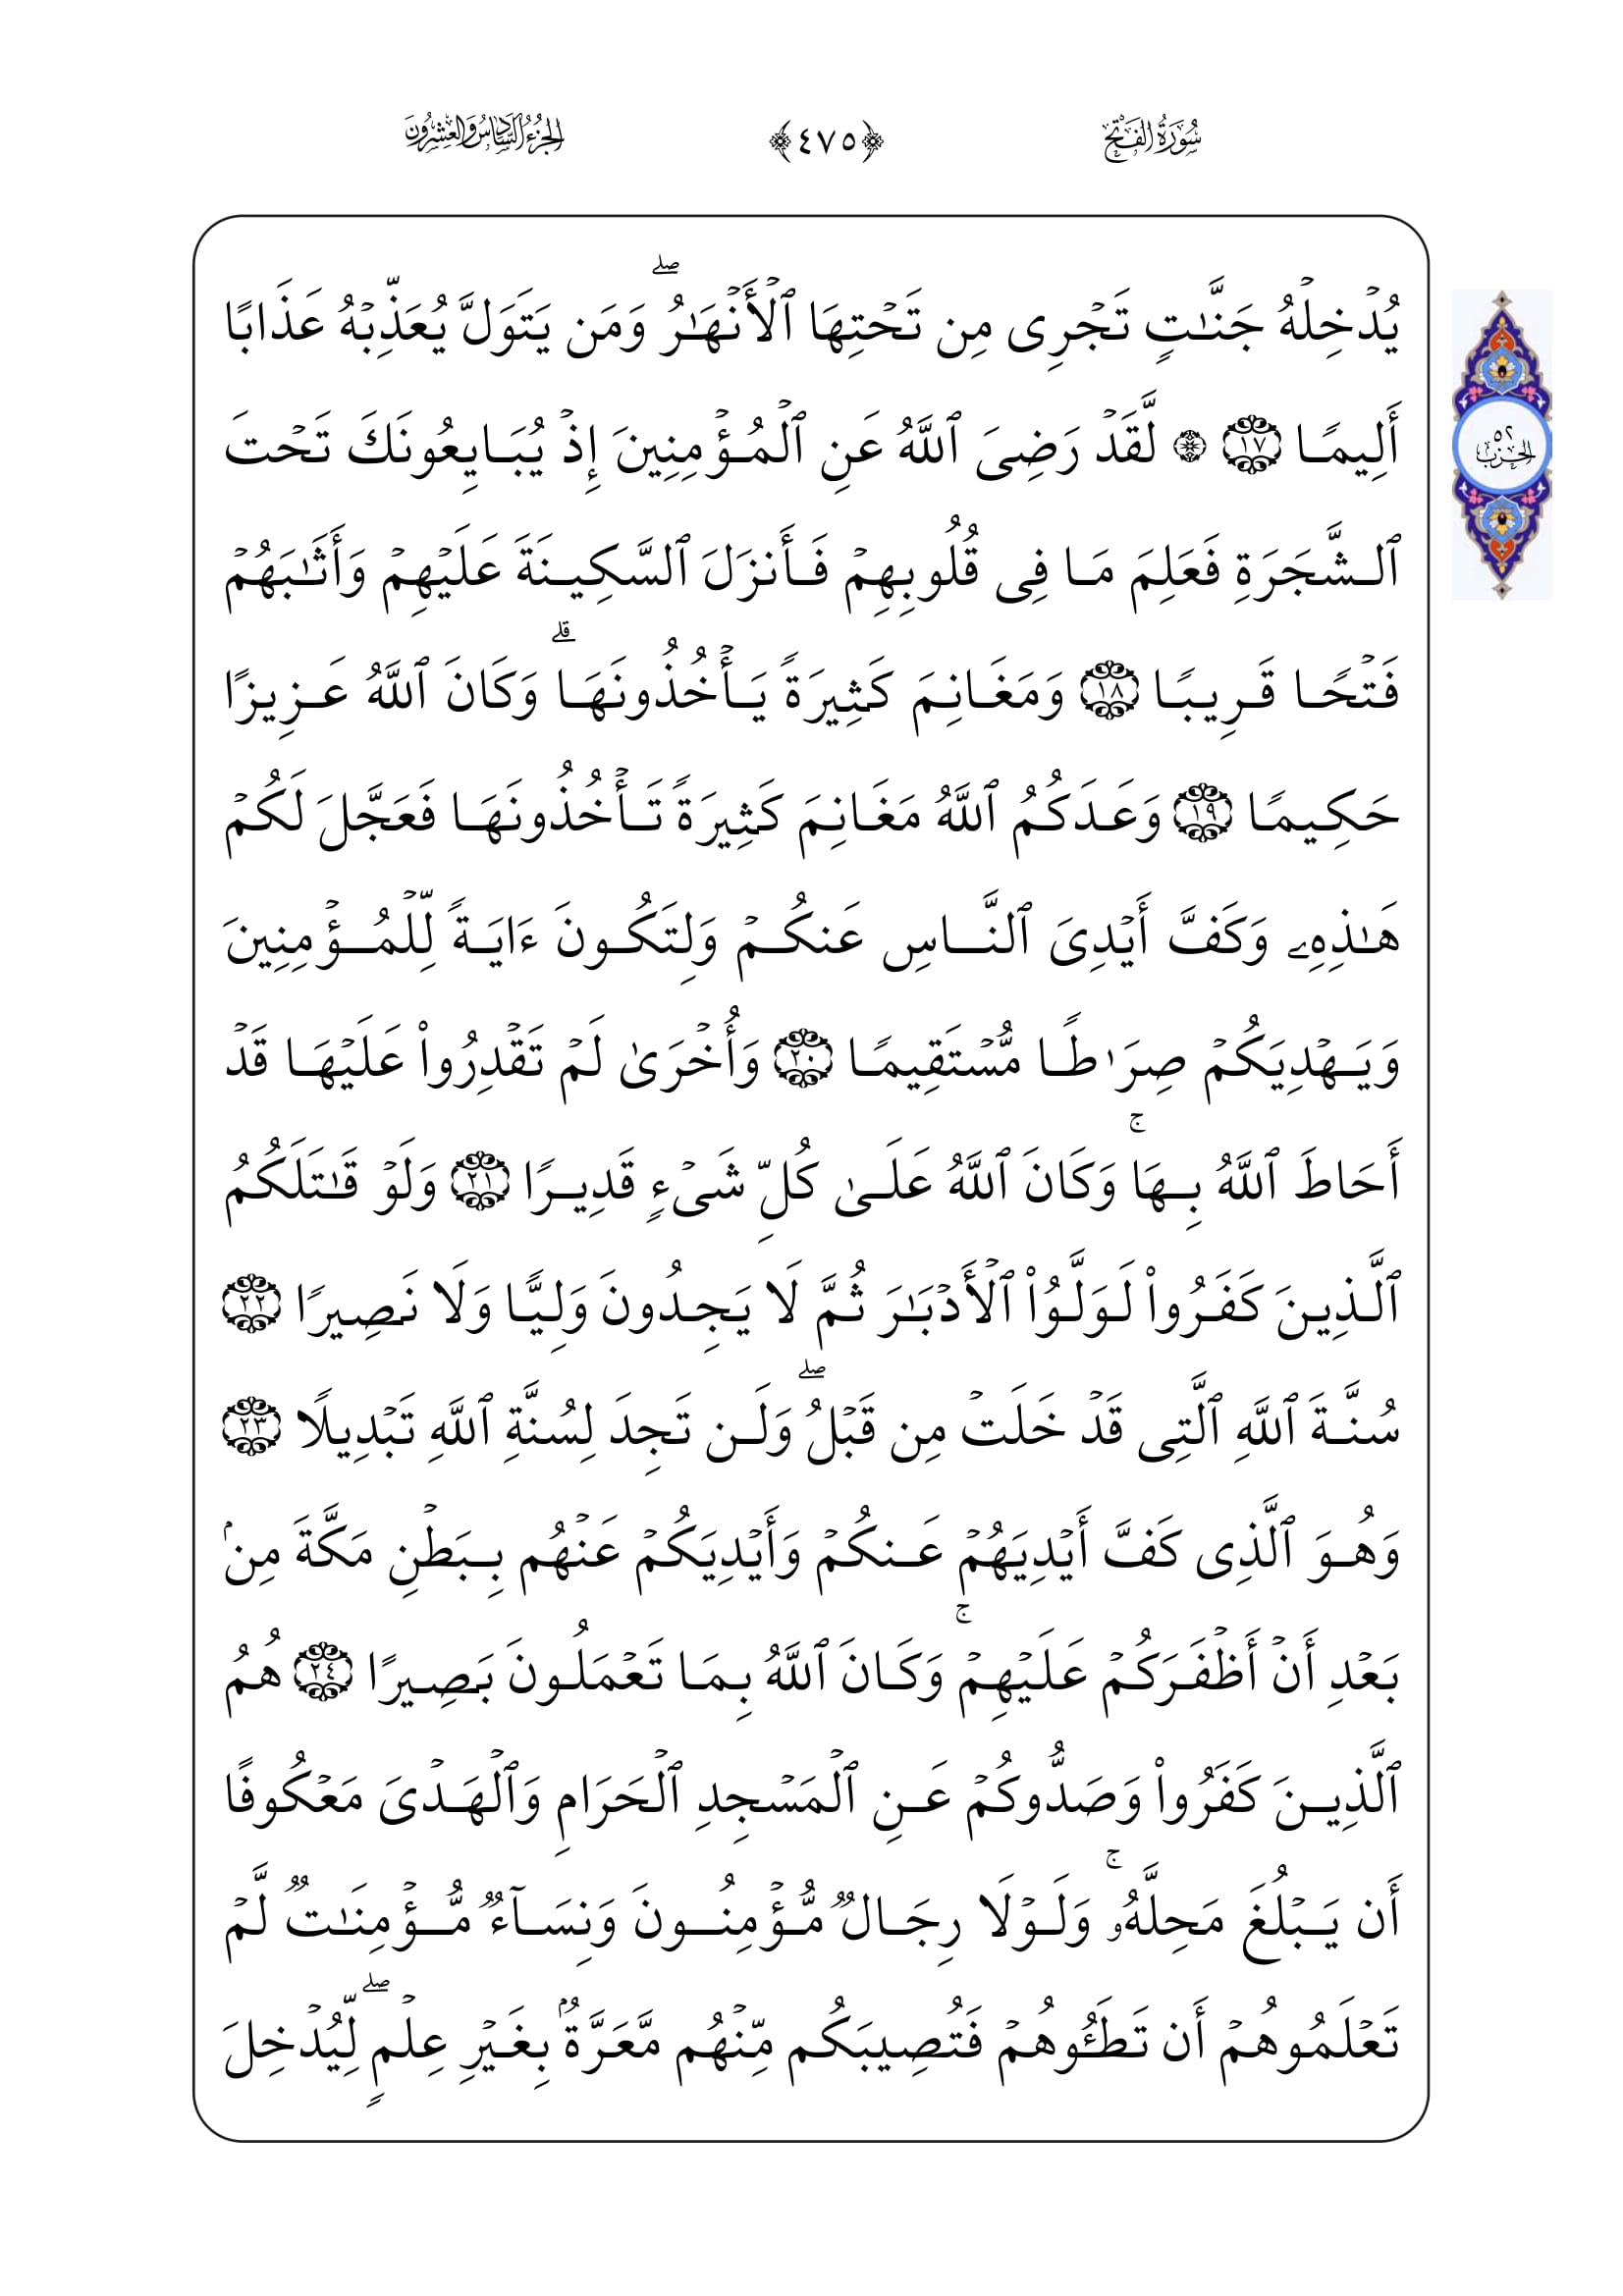 سُورَةُ الفَتْحِ ﴿٤٧٥﴾ الجُزْءُ السَّادِسُ وَالعِشْرُونَ
يُدۡخِلۡهُ جَنَّٰتٍ تَجۡرِى مِن تَحۡتِهَا ٱلۡأَنۡهَٰرُۖ وَمَن يَتَوَلَّ يُعَذِّبۡهُ عَذَابًا
أَلِيمًا ١٧ ۞ لَّقَدۡ رَضِىَ ٱللَّهُ عَنِ ٱلۡمُؤۡمِنِينَ إِذۡ يُبَايِعُونَكَ تَحۡتَ
ٱلشَّجَرَةِ فَعَلِمَ مَا فِى قُلُوبِهِمۡ فَأَنزَلَ ٱلسَّكِينَةَ عَلَيۡهِمۡ وَأَثَٰبَهُمۡ
فَتۡحًا قَرِيبًا ١٨ وَمَغَانِمَ كَثِيرَةً يَأۡخُذُونَهَاۗ وَكَانَ ٱللَّهُ عَزِيزًا
حَكِيمًا ١٩ وَعَدَكُمُ ٱللَّهُ مَغَانِمَ كَثِيرَةً تَأۡخُذُونَهَا فَعَجَّلَ لَكُمۡ
هَٰذِهِۦ وَكَفَّ أَيۡدِىَ ٱلنَّاسِ عَنكُمۡ وَلِتَكُونَ ءَايَةً لِّلۡمُؤۡمِنِينَ
وَيَهۡدِيَكُمۡ صِرَٰطًا مُّسۡتَقِيمًا ٢٠ وَأُخۡرَىٰ لَمۡ تَقۡدِرُواْ عَلَيۡهَا قَدۡ
أَحَاطَ ٱللَّهُ بِهَاۚ وَكَانَ ٱللَّهُ عَلَىٰ كُلِّ شَىۡءٍ قَدِيرًا ٢١ وَلَوۡ قَٰتَلَكُمُ
ٱلَّذِينَ كَفَرُواْ لَوَلَّوُاْ ٱلۡأَدۡبَٰرَ ثُمَّ لَا يَجِدُونَ وَلِيًّا وَلَا نَصِيرًا ٢٢
سُنَّةَ ٱللَّهِ ٱلَّتِى قَدۡ خَلَتۡ مِن قَبۡلُۖ وَلَن تَجِدَ لِسُنَّةِ ٱللَّهِ تَبۡدِيلًا ٢٣
وَهُوَ ٱلَّذِى كَفَّ أَيۡدِيَهُمۡ عَنكُمۡ وَأَيۡدِيَكُمۡ عَنۡهُم بِبَطۡنِ مَكَّةَ مِنۢ
بَعۡدِ أَنۡ أَظۡفَرَكُمۡ عَلَيۡهِمۡۚ وَكَانَ ٱللَّهُ بِمَا تَعۡمَلُونَ بَصِيرًا ٢٤ هُمُ
ٱلَّذِينَ كَفَرُواْ وَصَدُّوكُمۡ عَنِ ٱلۡمَسۡجِدِ ٱلۡحَرَامِ وَٱلۡهَدۡىَ مَعۡكُوفًا
أَن يَبۡلُغَ مَحِلَّهُۥۚ وَلَوۡلَا رِجَالٌ مُّؤۡمِنُونَ وَنِسَآءٌ مُّؤۡمِنَٰتٌ لَّمۡ
تَعۡلَمُوهُمۡ أَن تَطَـُٔوهُمۡ فَتُصِيبَكُم مِّنۡهُم مَّعَرَّةُۢ بِغَيۡرِ عِلۡمٍۖ لِّيُدۡخِلَ
الحزب ٥٢